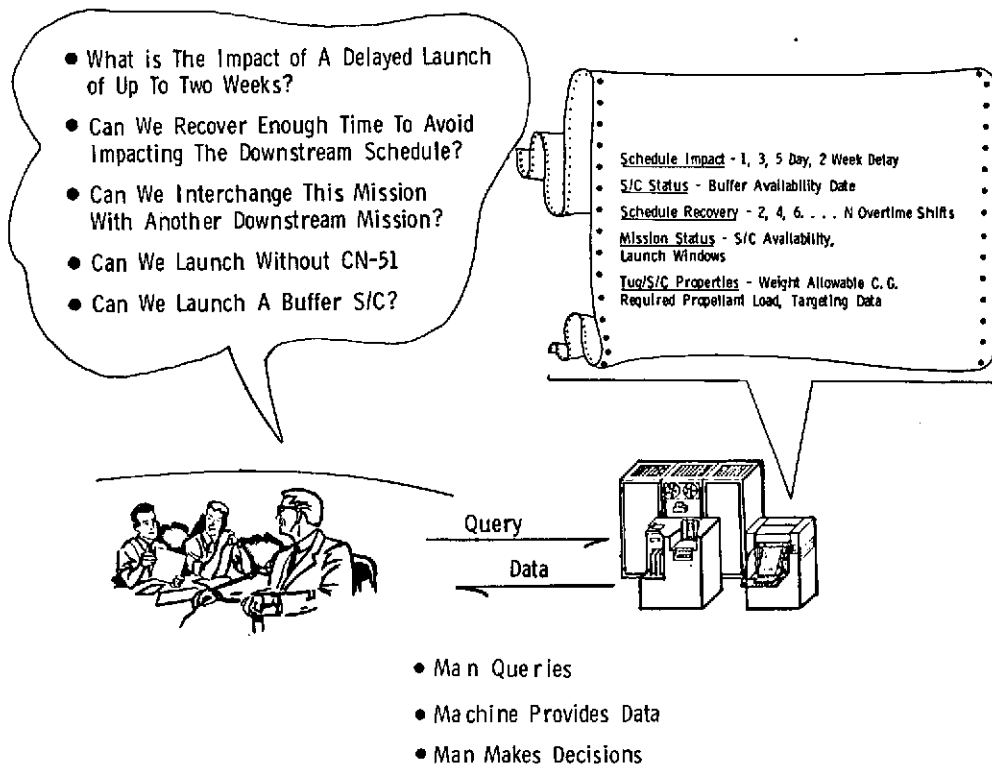 • What is The Impact of A Delayed Launch
of Up To Two Weeks?
• Can We Recover Enough Time To Avoid
Impacting The Downstream Schedule?
• Can We Interchange This Mission
With Another Downstream Mission?
• Can We Launch Without CN-51
• Can We Launch A Buffer S/C?
Schedule Impact - 1, 3, 5 Day, 2 Week Delay
S/C Status - Buffer Availability Date
Schedule Recovery - 2, 4, 6. . . . N Overtime Shifts
Mission Status - S/C Availability,
Launch Windows
Tug/S/C Properties - Weight Allowable C. G.
Required Propellant Load, Targeting Data
Query
Data
• Man Queries
• Machine Provides Data
• Man Makes Decisions